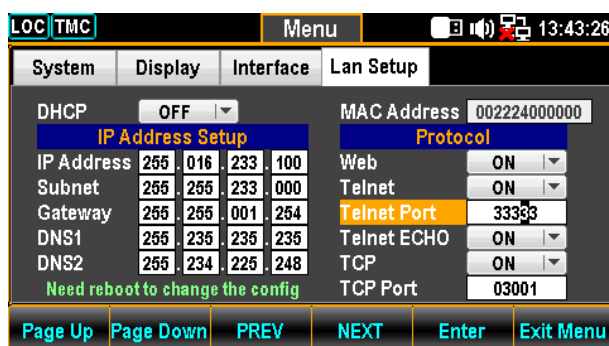 LOC TMC Menu 13:43:26
System Display Interface Lan Setup
DHCP OFF MAC Address 002224000000
IP Address Setup Protocol
IP Address 255 . 016 . 233 . 100 Web ON
Subnet 255 . 255 . 233 . 000 Telnet ON
Gateway 255 . 255 . 001 . 254 Telnet Port 33333
DNS1 255 . 235 . 235 . 235 Telnet ECHO ON
DNS2 255 . 234 . 225 . 248 TCP ON
Need reboot to change the config TCP Port 03001
Page Up Page Down PREV NEXT Enter Exit Menu